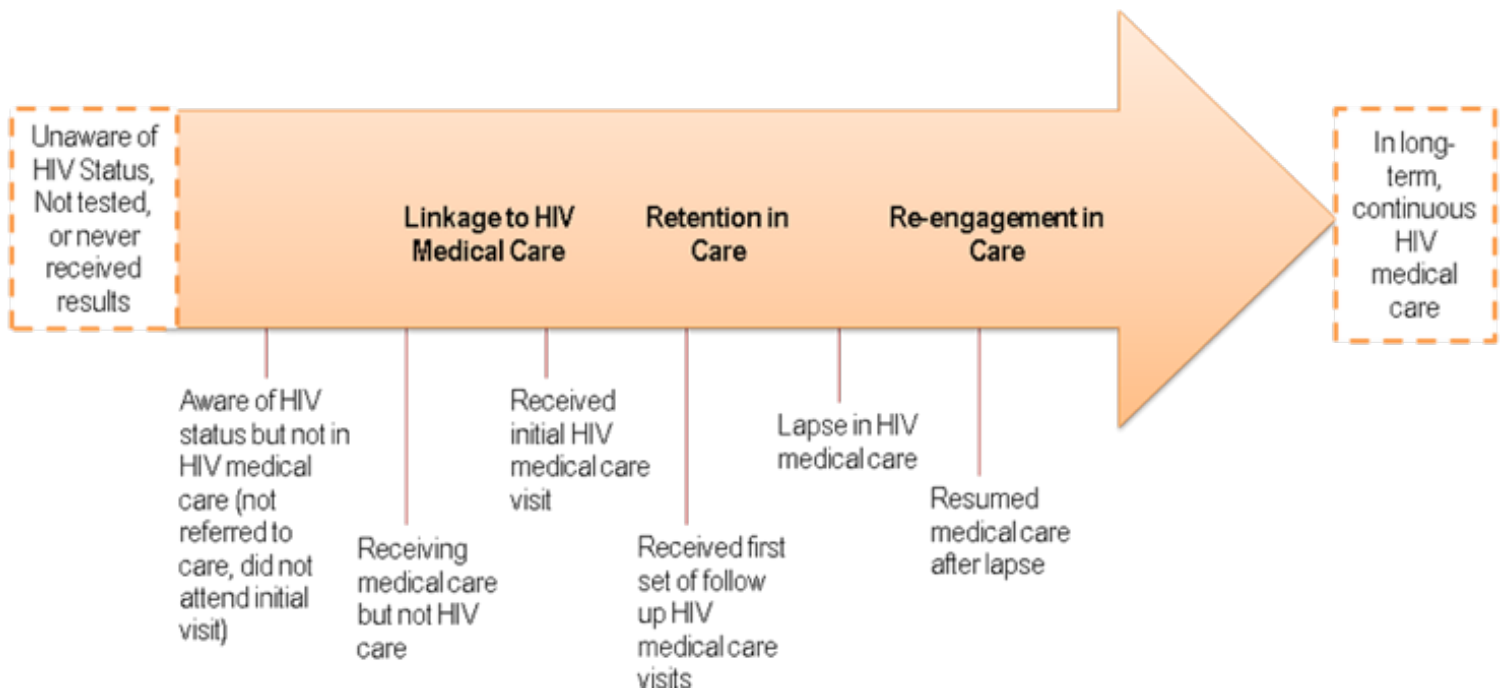 Unaware of
HIV Status,
Not tested,
or never
received
results
Linkage to HIV
Medical Care
Retention in
Care
Re-engagement in
Care
In long-
term,
continuous
HIV
medical
care
Aware of HIV
status but not in
HIV medical
care (not
referred to
care, did not
attend initial
visit)
Receiving
medical care
but not HIV
care
Received
initial HIV
medical care
visit
Received first
set of follow
up HIV
medical care
visits
Lapse in HIV
medical care
Resumed
medical care
after lapse